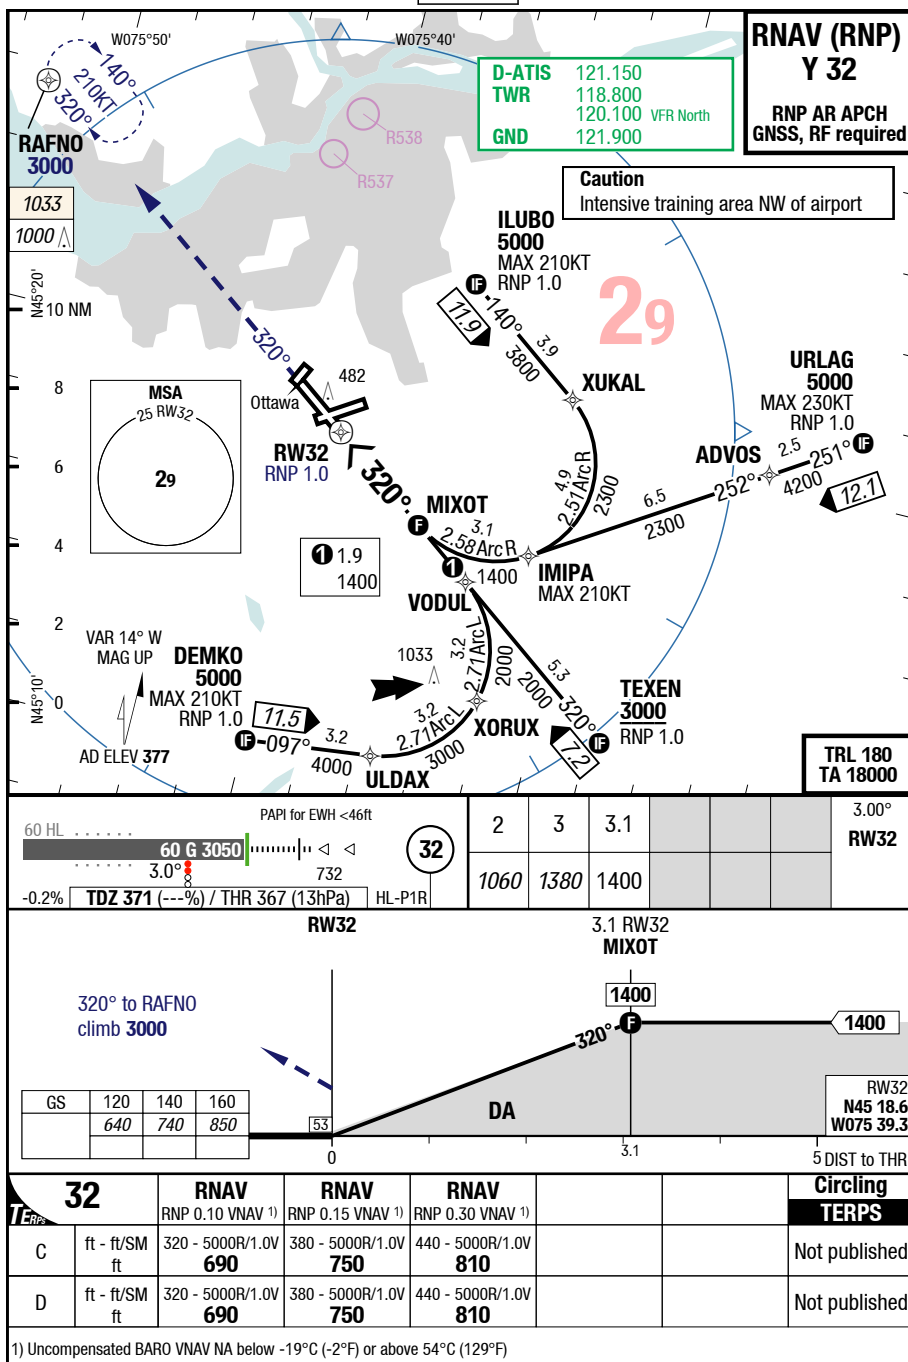 RNAV (RNP)
Y 32
RNP AR APCH
GNSS, RF required
W075°50'
W075°40'
D-ATIS 121.150
TWR 118.800
120.100 VFR North
GND 121.900
Caution
Intensive training area NW of airport
140°
210KT
320°
RAFNO
3000
1033
1000
R538
R537
N45°20'
10 NM
8
6
4
2
0
N45°10'
ILUBO
5000
MAX 210KT
RNP 1.0
IF
140°
11.9
3.9
3800
29
XUKAL
URLAG
5000
MAX 230KT
RNP 1.0
IF
251°
2.5
4200
12.1
ADVOS
252°
6.5
2300
4.9
2.51 Arc R
2300
320°
482
Ottawa
MSA
25 RW32
29
RW32
RNP 1.0
320°
MIXOT
F
3.1
2.58 Arc R
1400
IMIPA
MAX 210KT
1 1.9
1400
1
VODUL
VAR 14° W
MAG UP
AD ELEV 377
DEMKO
5000
MAX 210KT
RNP 1.0
IF
097°
11.5
3.2
4000
ULDAX
3.2
2.71 Arc L
3000
1033
3.2
2.71 Arc L
2000
XORUX
5.3
2000
320°
IF
7.2
TEXEN
3000
RNP 1.0
TRL 180
TA 18000
60 HL
PAPI for EWH <46ft
60 G 3050
3.0°
732
32
-0.2%
TDZ 371 (---%) / THR 367 (13hPa)
HL-P1R
2 3 3.1
1060 1380 1400
3.00°
RW32
RW32
3.1 RW32
MIXOT
320° to RAFNO
climb 3000
1400
F
320°
1400
DA
GS 120 140 160
640 740 850
53
RW32
N45 18.6
W075 39.3
0
3.1
5 DIST to THR
TERPs
32
RNAV RNAV RNAV
RNP 0.10 VNAV 1) RNP 0.15 VNAV 1) RNP 0.30 VNAV 1)
Circling
TERPS
C ft - ft/SM 320 - 5000R/1.0V 380 - 5000R/1.0V 440 - 5000R/1.0V Not published
ft 690 750 810
D ft - ft/SM 320 - 5000R/1.0V 380 - 5000R/1.0V 440 - 5000R/1.0V Not published
ft 690 750 810
1) Uncompensated BARO VNAV NA below -19°C (-2°F) or above 54°C (129°F)